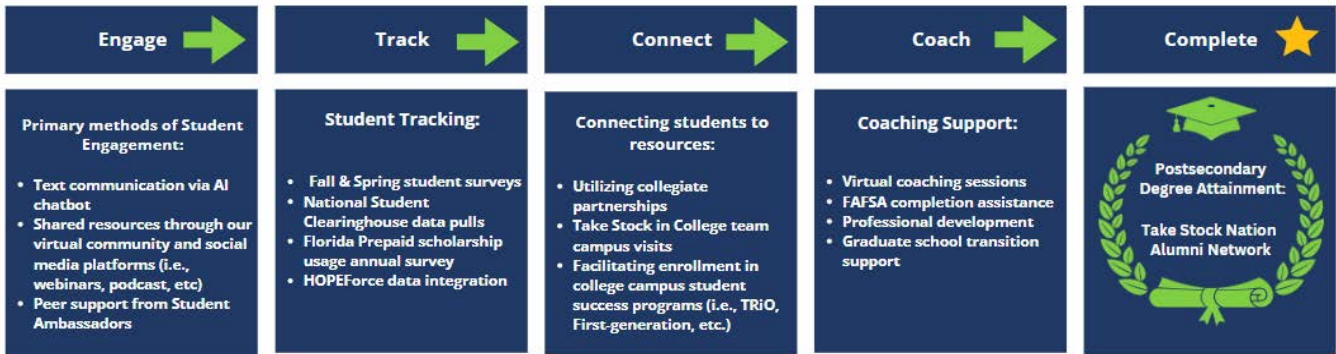 Engage
Track
Connect
Coach
Complete
Primary methods of Student
Engagement:
• Text communication via AI
chatbot
• Shared resources through our
virtual community and social
media platforms (i.e.,
webinars, podcast, etc)
• Peer support from Student
Ambassadors
Student Tracking:
• Fall & Spring student surveys
• National Student
Clearinghouse data pulls
• Florida Prepaid scholarship
usage annual survey
• HOPEForce data integration
Connecting students to
resources:
• Utilizing collegiate
partnerships
• Take Stock in College team
campus visits
• Facilitating enrollment in
college campus student
success programs (i.e., TRiO,
First-generation, etc.)
Coaching Support:
• Virtual coaching sessions
• FAFSA completion assistance
• Professional development
• Graduate school transition
support
Postsecondary
Degree Attainment:
Take Stock Nation
Alumni Network